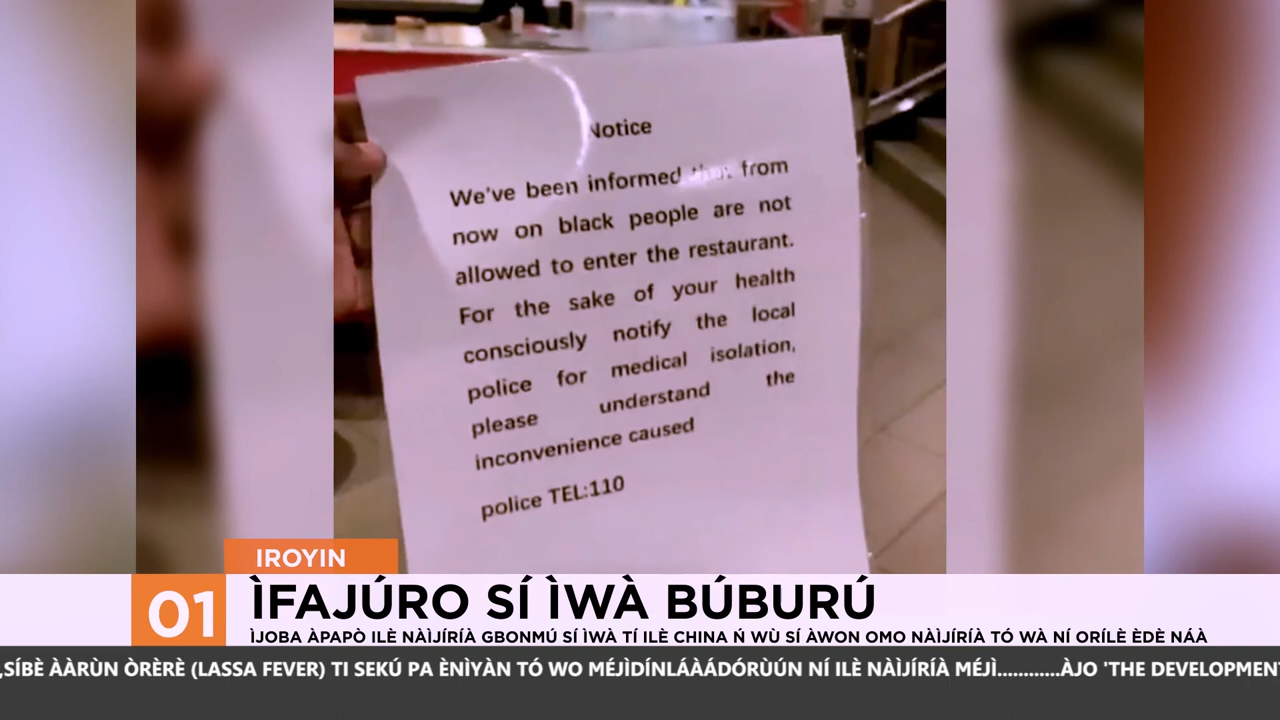 Notice
We've been informed that from
now on black people are not
allowed to enter the restaurant.
For the sake of your health
consciously notify the local
police for medical isolation,
please understand the
inconvenience caused
police TEL:110
IROYIN
01
ÌFAJÚRO SÍ ÌWÀ BÚBURÚ
ÌJOBA ÀPAPÒ ILÈ NÀÌJÍRÍÀ GBONMÚ SÍ ÌWÀ TÍ ILÈ CHINA Ń WÙ SÍ ÀWON OMO NÀÌJÍRÍÀ TÓ WÀ NÍ ORÍLÈ ÈDÈ NÁÀ
,SÍBÈ ÀÀRÙN ÒRÈRÈ (LASSA FEVER) TI SEKÚ PA ÈNÌYÀN TÓ WO MÉJÌDÍNLÁÀÁDÓRÙÚN NÍ ILÈ NÀÌJÍRÍÀ MÉJÌ............ÀJO 'THE DEVELOPMENT